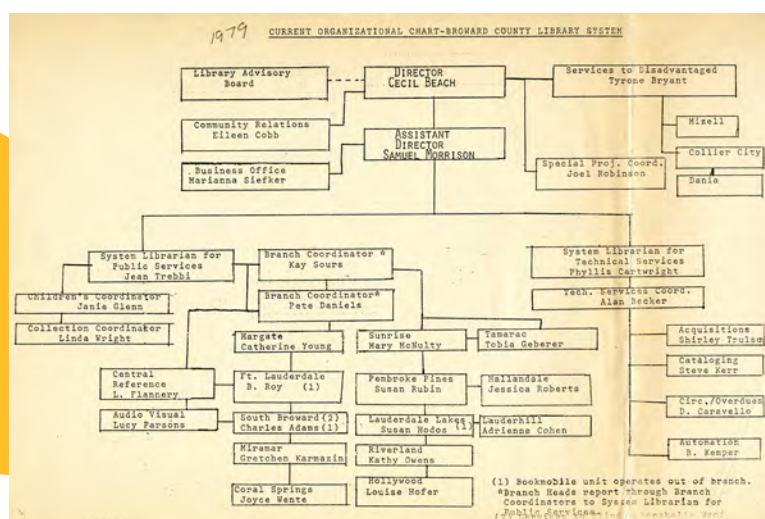 1979
CURRENT ORGANIZATIONAL CHART-BROWARD COUNTY LIBRARY SYSTEM
Library Advisory
Board
DIRECTOR
CECIL BEACH
Services to Disadvantaged
Tyrone Bryant
Community Relations
Eileen Cobb
Mizell
ASSISTANT
DIRECTOR
SAMUEL MORRISON
Collier City
Business Office
Marianna Siefker
Special Proj. Coord.
Joel Robinson
Dania
System Librarian for
Public Services
Jean Trebbi
Branch Coordinator *
Kay Sours
System Librarian for
Technical Services
Phyllis Cartwright
Children's Coordinator
Janie Glenn
Branch Coordinator*
Pete Daniels
Tech. Services Coord.
Alan Becker
Collection Coordinator
Linda Wright
Margate
Catherine Young
Sunrise
Mary McNulty
Tamarac
Tobia Geberer
Acquisitions
Shirley Trulson
Cataloging
Steve Kerr
Central
Reference
L. Flannery
Ft. Lauderdale
B. Roy (1)
Pembroke Pines
Susan Rubin
Hallandale
Jessica Roberts
Circ./Overdues
D. Caravello
Audio Visual
Lucy Parsons
South Broward (2)
Charles Adams (1)
Lauderdale Lakes
Susan Hodos (1)
Lauderhill
Adrienne Cohen
Automation
B. Kemper
Miramar
Gretchen Karmazin
Riverland
Kathy Owens
Coral Springs
Joyce Wente
Hollywood
Louise Hofer
(1) Bookmobile unit operates out of branch.
*Branch Heads report through Branch
Coordinators to System Librarian for
Public Services